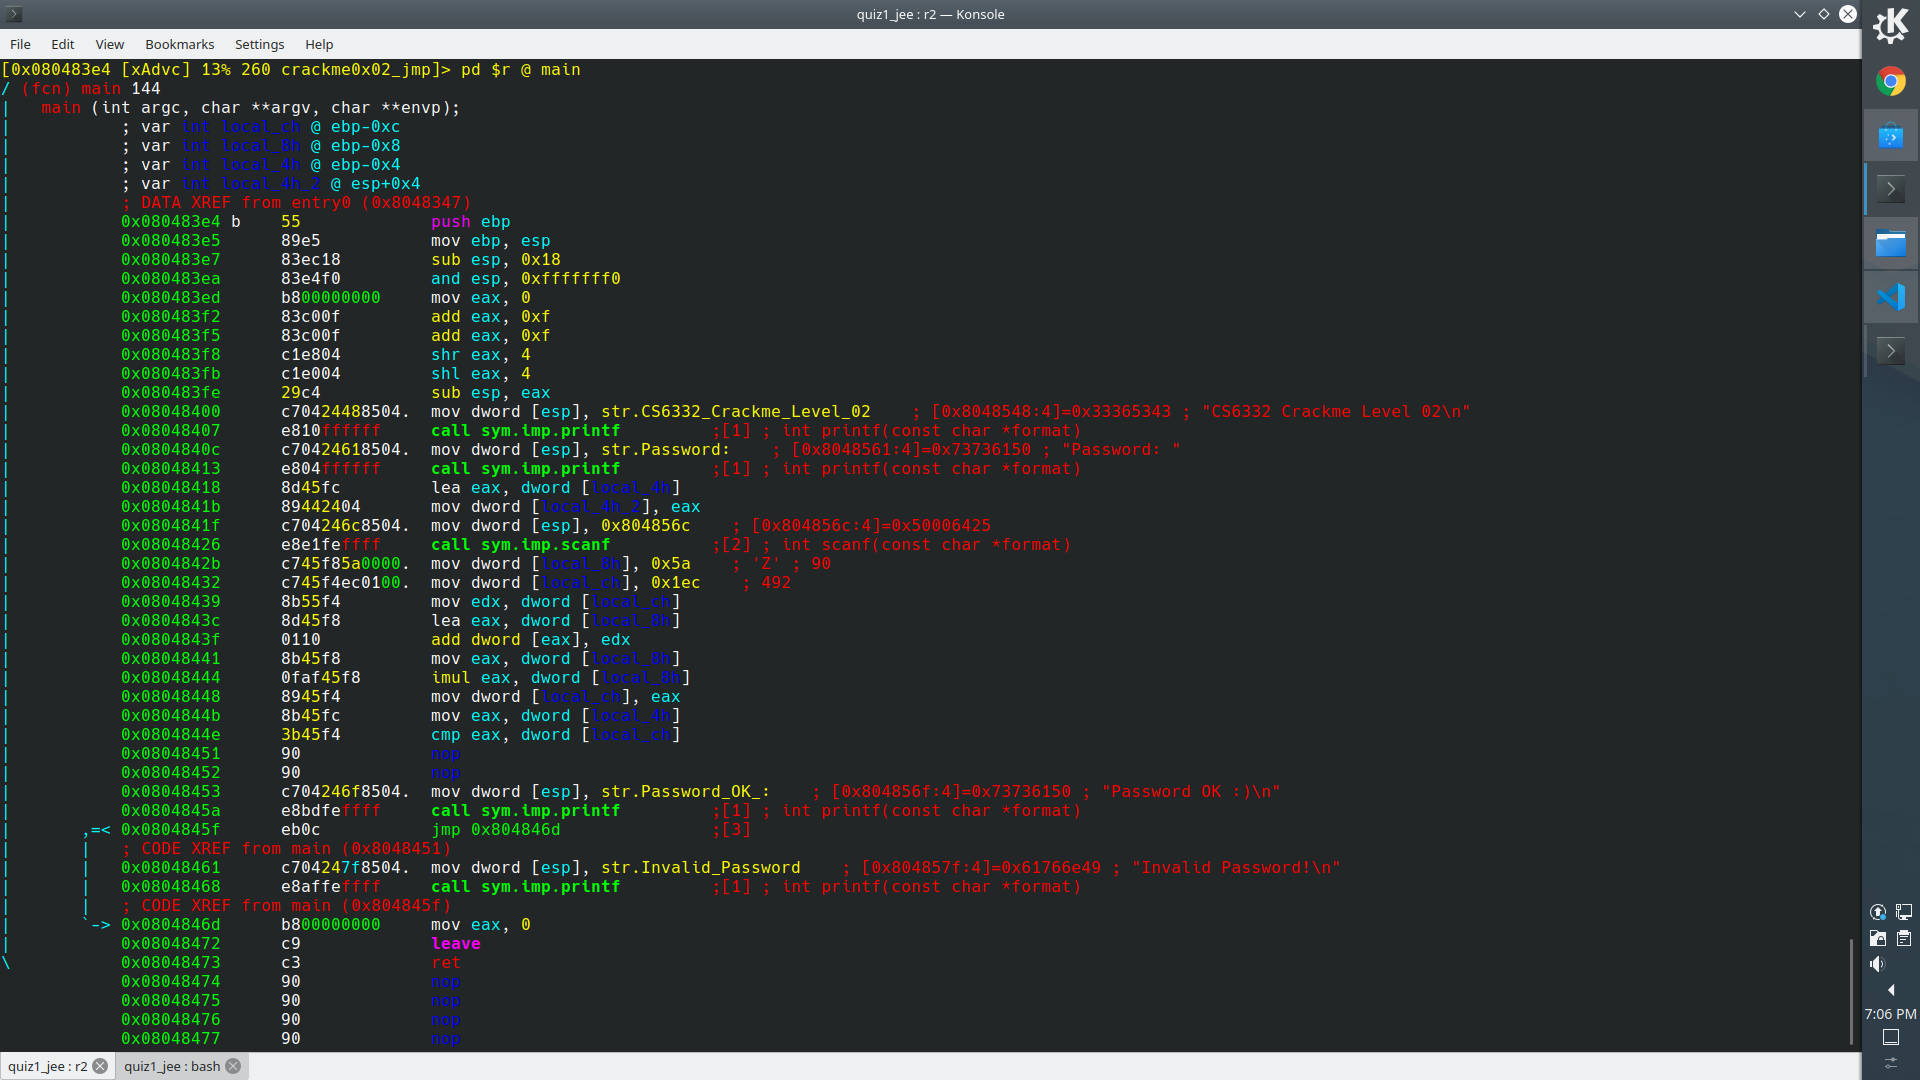 quiz1_jee : r2 — Konsole
File Edit View Bookmarks Settings Help
[0x080483e4 [xAdvc] 13% 260 crackme0x02_jmp]> pd $r @ main
/ (fcn) main 144
|   main (int argc, char **argv, char **envp);
|           ; var int local_ch @ ebp-0xc
|           ; var int local_8h @ ebp-0x8
|           ; var int local_4h @ ebp-0x4
|           ; var int local_4h_2 @ esp+0x4
|           ; DATA XREF from entry0 (0x8048347)
|           0x080483e4 b    55             push ebp
|           0x080483e5      89e5           mov ebp, esp
|           0x080483e7      83ec18         sub esp, 0x18
|           0x080483ea      83e4f0         and esp, 0xfffffff0
|           0x080483ed      b800000000     mov eax, 0
|           0x080483f2      83c00f         add eax, 0xf
|           0x080483f5      83c00f         add eax, 0xf
|           0x080483f8      c1e804         shr eax, 4
|           0x080483fb      c1e004         shl eax, 4
|           0x080483fe      29c4           sub esp, eax
|           0x08048400      c70424488504.  mov dword [esp], str.CS6332_Crackme_Level_02    ; [0x8048548:4]=0x33365343 ; "CS6332 Crackme Level 02\n"
|           0x08048407      e810ffffff     call sym.imp.printf         ;[1] ; int printf(const char *format)
|           0x0804840c      c70424618504.  mov dword [esp], str.Password:    ; [0x8048561:4]=0x73736150 ; "Password: "
|           0x08048413      e804ffffff     call sym.imp.printf         ;[1] ; int printf(const char *format)
|           0x08048418      8d45fc         lea eax, dword [local_4h]
|           0x0804841b      89442404       mov dword [local_4h_2], eax
|           0x0804841f      c704246c8504.  mov dword [esp], 0x804856c    ; [0x804856c:4]=0x50006425
|           0x08048426      e8e1feffff     call sym.imp.scanf          ;[2] ; int scanf(const char *format)
|           0x0804842b      c745f85a0000.  mov dword [local_8h], 0x5a    ; 'Z' ; 90
|           0x08048432      c745f4ec0100.  mov dword [local_ch], 0x1ec    ; 492
|           0x08048439      8b55f4         mov edx, dword [local_ch]
|           0x0804843c      8d45f8         lea eax, dword [local_8h]
|           0x0804843f      0110           add dword [eax], edx
|           0x08048441      8b45f8         mov eax, dword [local_8h]
|           0x08048444      0faf45f8       imul eax, dword [local_8h]
|           0x08048448      8945f4         mov dword [local_ch], eax
|           0x0804844b      8b45fc         mov eax, dword [local_4h]
|           0x0804844e      3b45f4         cmp eax, dword [local_ch]
|           0x08048451      90             nop
|           0x08048452      90             nop
|           0x08048453      c704246f8504.  mov dword [esp], str.Password_OK_:    ; [0x804856f:4]=0x73736150 ; "Password OK :)\n"
|           0x0804845a      e8bdfeffff     call sym.imp.printf         ;[1] ; int printf(const char *format)
|       ,=< 0x0804845f      eb0c           jmp 0x804846d               ;[3]
|       |   ; CODE XREF from main (0x8048451)
|       |   0x08048461      c704247f8504.  mov dword [esp], str.Invalid_Password    ; [0x804857f:4]=0x61766e49 ; "Invalid Password!\n"
|       |   0x08048468      e8affeffff     call sym.imp.printf         ;[1] ; int printf(const char *format)
|       |   ; CODE XREF from main (0x804845f)
|       `-> 0x0804846d      b800000000     mov eax, 0
|           0x08048472      c9             leave
\           0x08048473      c3             ret
            0x08048474      90             nop
            0x08048475      90             nop
            0x08048476      90             nop
            0x08048477      90             nop
quiz1_jee : r2 quiz1_jee : bash
7:06 PM